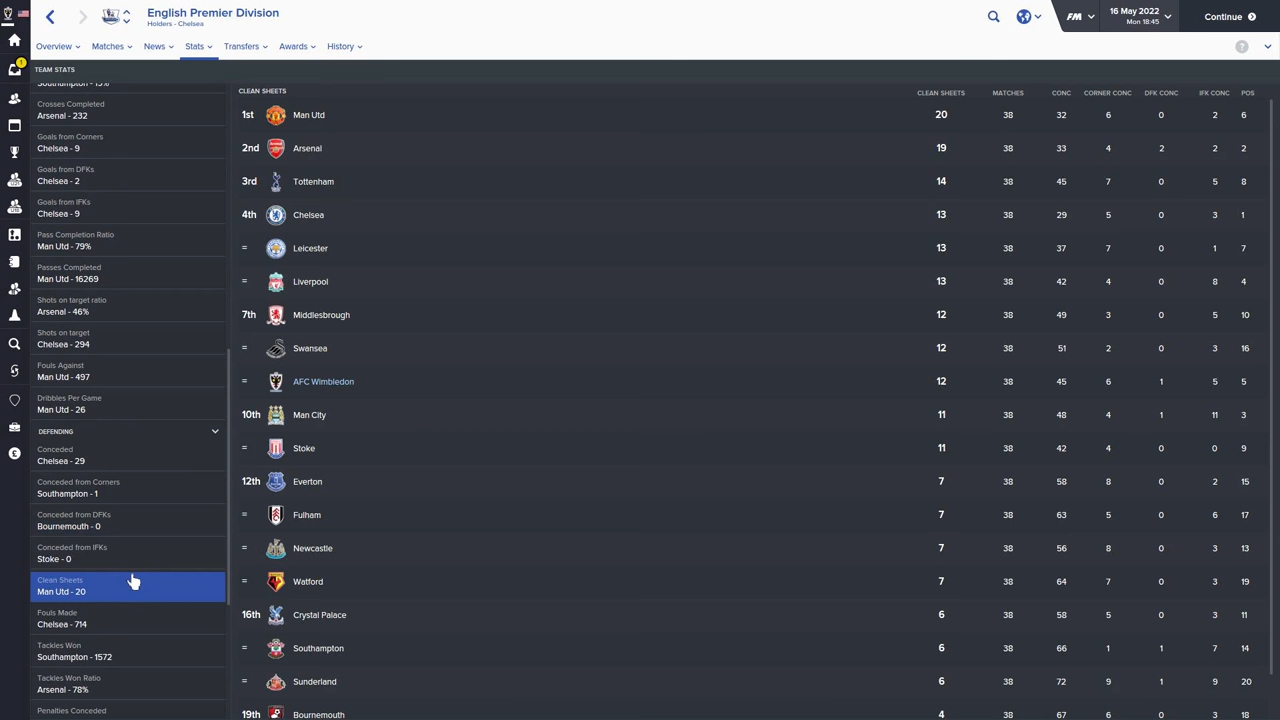 English Premier Division
Holders - Chelsea
FM
16 May 2022
Mon 18:45
Continue
Overview
Matches
News
Stats
Transfers
Awards
History
?
TEAM STATS
1
U21
U18
Southampton - 15%
Crosses Completed
Arsenal - 232
Goals from Corners
Chelsea - 9
Goals from DFKs
Chelsea - 2
Goals from IFKs
Chelsea - 9
Pass Completion Ratio
Man Utd - 79%
Passes Completed
Man Utd - 16269
Shots on target ratio
Arsenal - 46%
Shots on target
Chelsea - 294
Fouls Against
Man Utd - 497
Dribbles Per Game
Man Utd - 26
DEFENDING
Conceded
Chelsea - 29
Conceded from Corners
Southampton - 1
Conceded from DFKs
Bournemouth - 0
Conceded from IFKs
Stoke - 0
Clean Sheets
Man Utd - 20
Fouls Made
Chelsea - 714
Tackles Won
Southampton - 1572
Tackles Won Ratio
Arsenal - 78%
Penalties Conceded
CLEAN SHEETS CLEAN SHEETS MATCHES CONC CORNER CONC DFK CONC IFK CONC POS
1st Man Utd 20 38 32 6 0 2 6
2nd Arsenal 19 38 33 4 2 2 2
3rd Tottenham 14 38 45 7 0 5 8
4th Chelsea 13 38 29 5 0 3 1
= Leicester 13 38 37 7 0 1 7
= Liverpool 13 38 42 4 0 8 4
7th Middlesbrough 12 38 49 3 0 5 10
= Swansea 12 38 51 2 0 3 16
= AFC Wimbledon 12 38 45 6 1 5 5
10th Man City 11 38 48 4 1 11 3
= Stoke 11 38 42 4 0 0 9
12th Everton 7 38 58 8 0 2 15
= Fulham 7 38 63 5 0 6 17
= Newcastle 7 38 56 8 0 3 13
= Watford 7 38 64 7 0 3 19
16th Crystal Palace 6 38 58 5 0 3 11
= Southampton 6 38 66 1 1 7 14
= Sunderland 6 38 72 9 1 9 20
19th Bournemouth 4 38 67 6 0 3 18